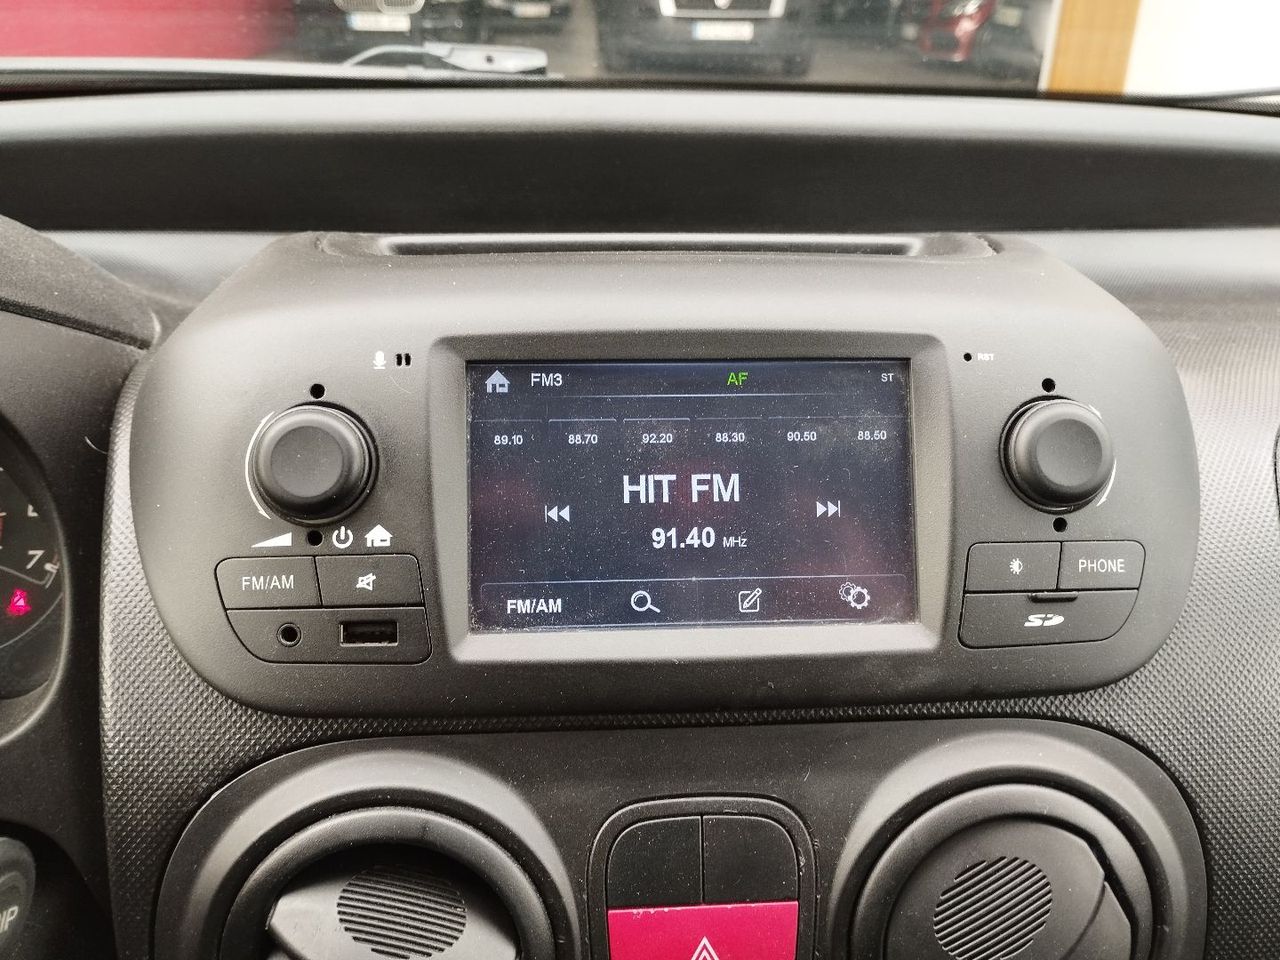 RST
FM3 AF ST
89.10 88.70 92.20 88.30 90.50 88.50
HIT FM
91.40 MHz
FM/AM
FM/AM
PHONE
SD
7